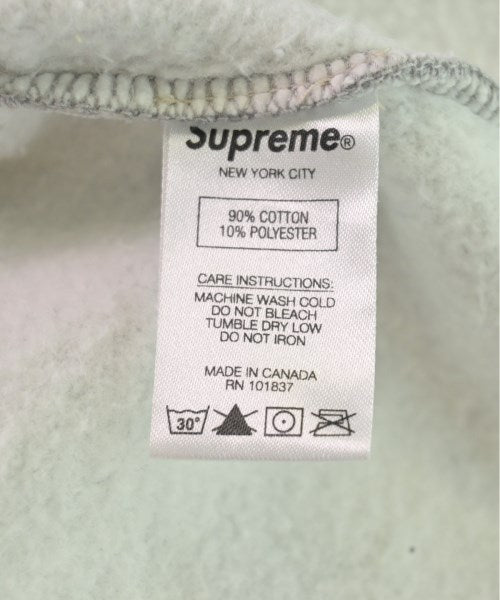 Supreme®
NEW YORK CITY
90% COTTON
10% POLYESTER
CARE INSTRUCTIONS:
MACHINE WASH COLD
DO NOT BLEACH
TUMBLE DRY LOW
DO NOT IRON
MADE IN CANADA
RN 101837
30°